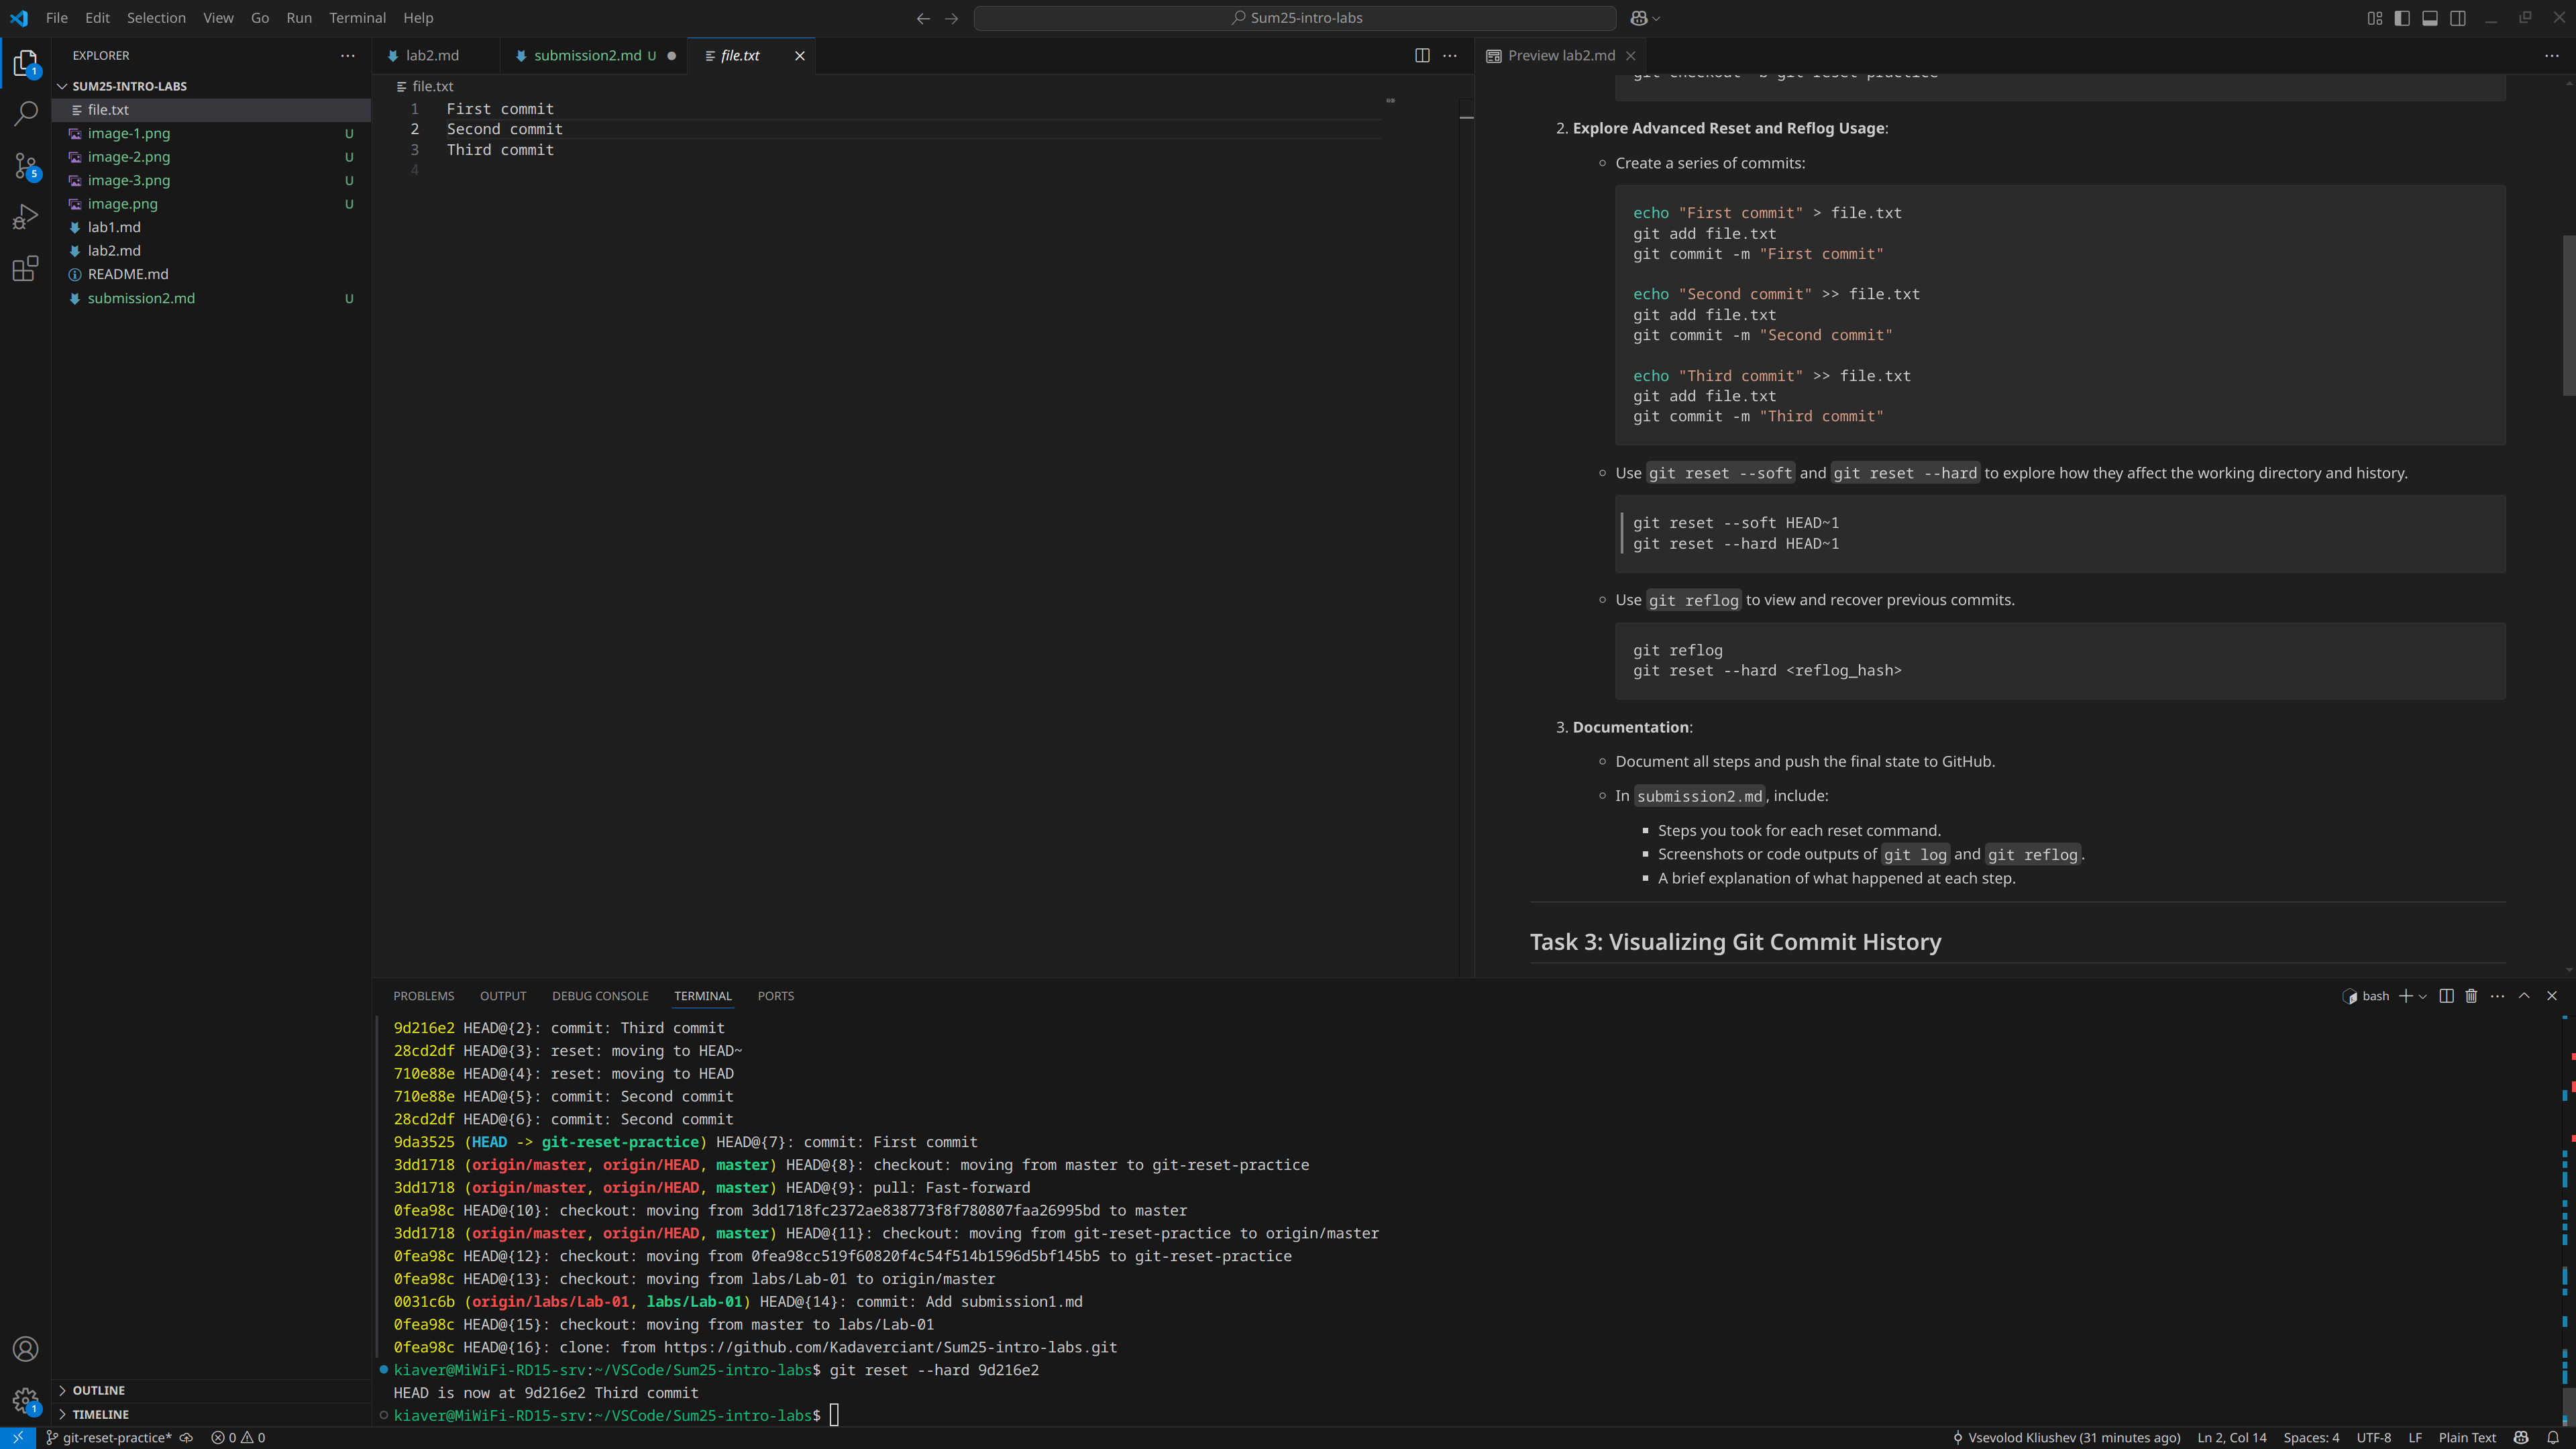 File Edit Selection View Go Run Terminal Help
Sum25-intro-labs
EXPLORER
SUM25-INTRO-LABS
file.txt
image-1.png U
image-2.png U
image-3.png U
image.png U
lab1.md
lab2.md
README.md
submission2.md U
OUTLINE
TIMELINE
1
5
1
lab2.md
submission2.md U
file.txt
file.txt
1 First commit
2 Second commit
3 Third commit
4
Preview lab2.md
git checkout -b git-reset-practice
2. Explore Advanced Reset and Reflog Usage:
Create a series of commits:
echo "First commit" > file.txt
git add file.txt
git commit -m "First commit"
echo "Second commit" >> file.txt
git add file.txt
git commit -m "Second commit"
echo "Third commit" >> file.txt
git add file.txt
git commit -m "Third commit"
Use git reset --soft and git reset --hard to explore how they affect the working directory and history.
git reset --soft HEAD~1
git reset --hard HEAD~1
Use git reflog to view and recover previous commits.
git reflog
git reset --hard <reflog_hash>
3. Documentation:
Document all steps and push the final state to GitHub.
In submission2.md, include:
Steps you took for each reset command.
Screenshots or code outputs of git log and git reflog.
A brief explanation of what happened at each step.
Task 3: Visualizing Git Commit History
PROBLEMS OUTPUT DEBUG CONSOLE TERMINAL PORTS
bash
9d216e2 HEAD@{2}: commit: Third commit
28cd2df HEAD@{3}: reset: moving to HEAD~
710e88e HEAD@{4}: reset: moving to HEAD
710e88e HEAD@{5}: commit: Second commit
28cd2df HEAD@{6}: commit: Second commit
9da3525 (HEAD -> git-reset-practice) HEAD@{7}: commit: First commit
3dd1718 (origin/master, origin/HEAD, master) HEAD@{8}: checkout: moving from master to git-reset-practice
3dd1718 (origin/master, origin/HEAD, master) HEAD@{9}: pull: Fast-forward
0fea98c HEAD@{10}: checkout: moving from 3dd1718fc2372ae838773f8f780807faa26995bd to master
3dd1718 (origin/master, origin/HEAD, master) HEAD@{11}: checkout: moving from git-reset-practice to origin/master
0fea98c HEAD@{12}: checkout: moving from 0fea98cc519f60820f4c54f514b1596d5bf145b5 to git-reset-practice
0fea98c HEAD@{13}: checkout: moving from labs/Lab-01 to origin/master
0031c6b (origin/labs/Lab-01, labs/Lab-01) HEAD@{14}: commit: Add submission1.md
0fea98c HEAD@{15}: checkout: moving from master to labs/Lab-01
0fea98c HEAD@{16}: clone: from https://github.com/Kadaverciant/Sum25-intro-labs.git
kiaver@MiWiFi-RD15-srv:~/VSCode/Sum25-intro-labs$ git reset --hard 9d216e2
HEAD is now at 9d216e2 Third commit
kiaver@MiWiFi-RD15-srv:~/VSCode/Sum25-intro-labs$
git-reset-practice* 0 0
Vsevolod Kliushev (31 minutes ago) Ln 2, Col 14 Spaces: 4 UTF-8 LF Plain Text